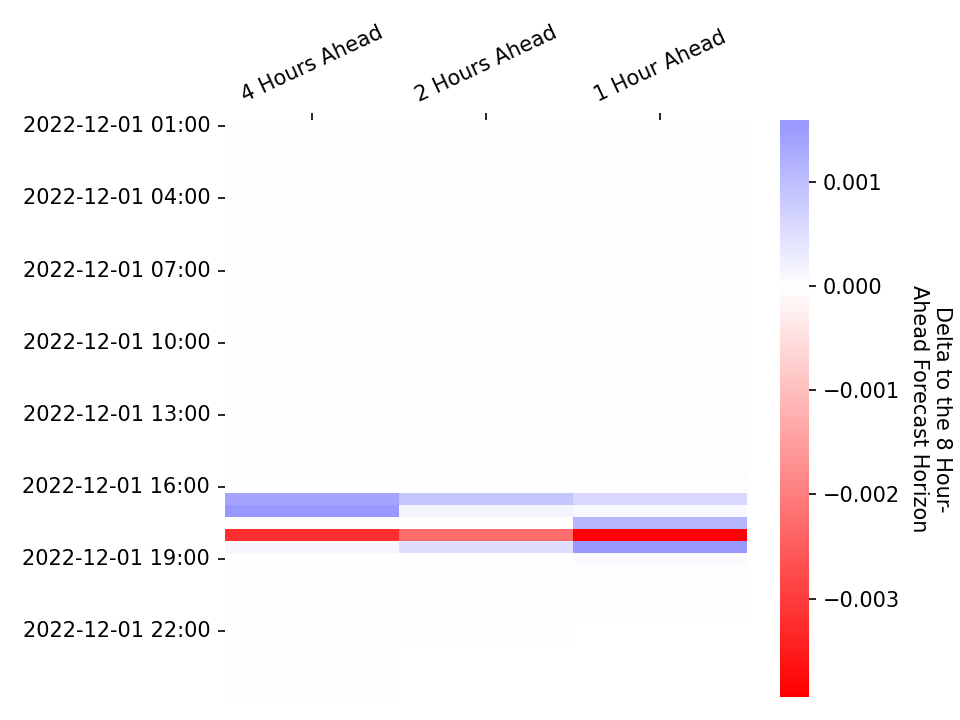 4 Hours Ahead
2 Hours Ahead
1 Hour Ahead
2022-12-01 01:00
2022-12-01 04:00
2022-12-01 07:00
2022-12-01 10:00
2022-12-01 13:00
2022-12-01 16:00
2022-12-01 19:00
2022-12-01 22:00
0.001
0.000
−0.001
−0.002
−0.003
Delta to the 8 Hour-
Ahead Forecast Horizon